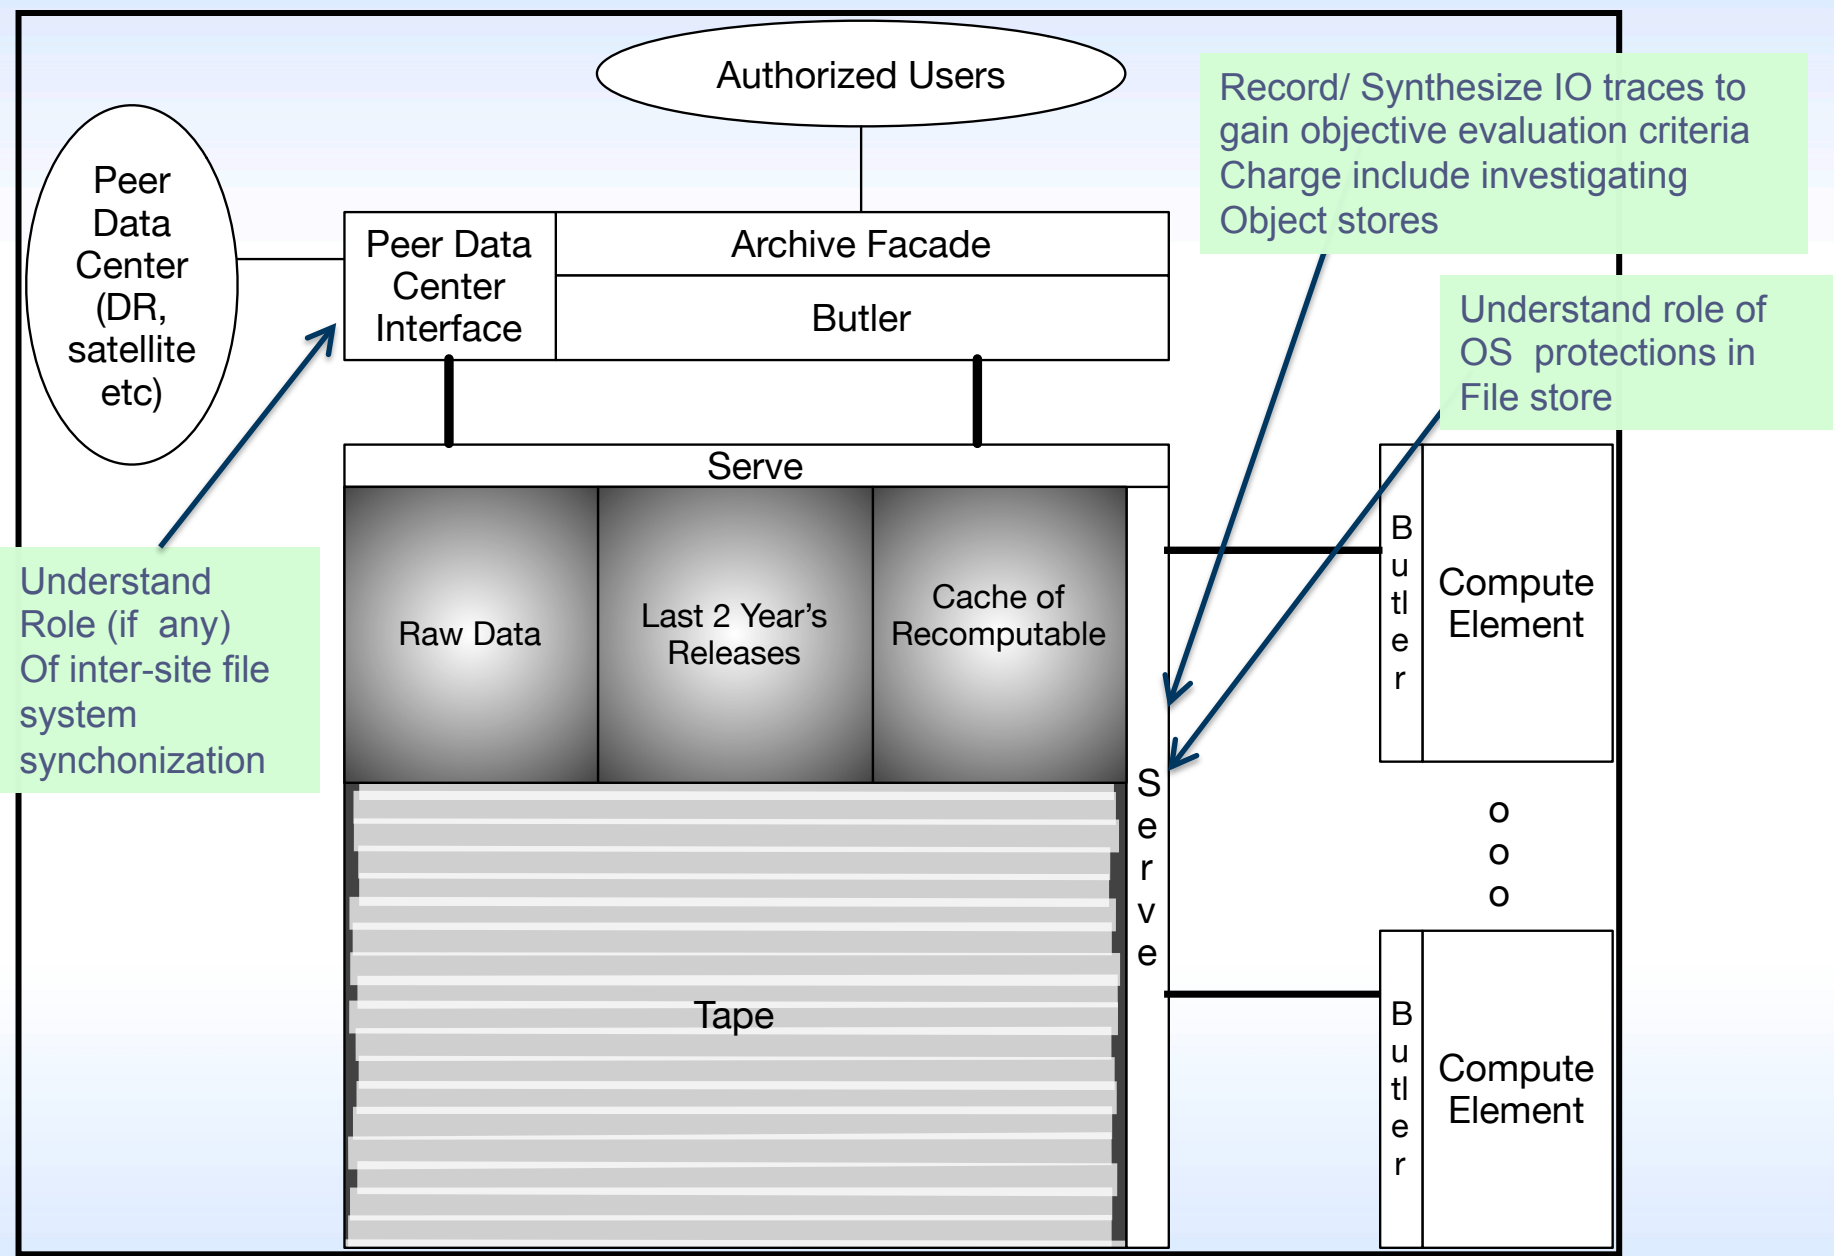 Authorized Users
Record/ Synthesize IO traces to
gain objective evaluation criteria
Charge include investigating
Object stores
Peer
Data
Center
(DR,
satellite
etc)
Peer Data
Center
Interface
Archive Facade
Butler
Understand role of
OS protections in
File store
Serve
Understand
Role (if any)
Of inter-site file
system
synchonization
Raw Data
Last 2 Year's
Releases
Cache of
Recomputable
Serve
Butler
Compute
Element
o
o
o
Tape
Butler
Compute
Element